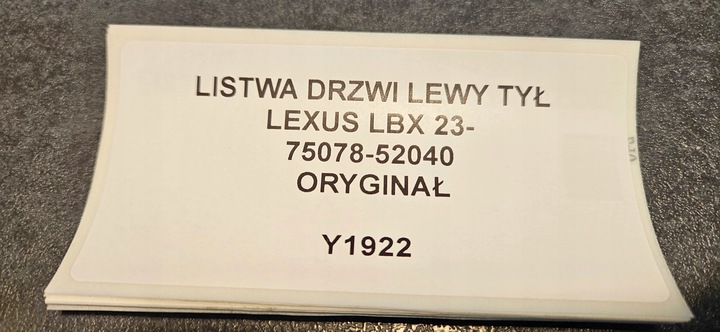 LISTWA DRZWI LEWY TYŁ
LEXUS LBX 23-
75078-52040
ORYGINAŁ
Y1922